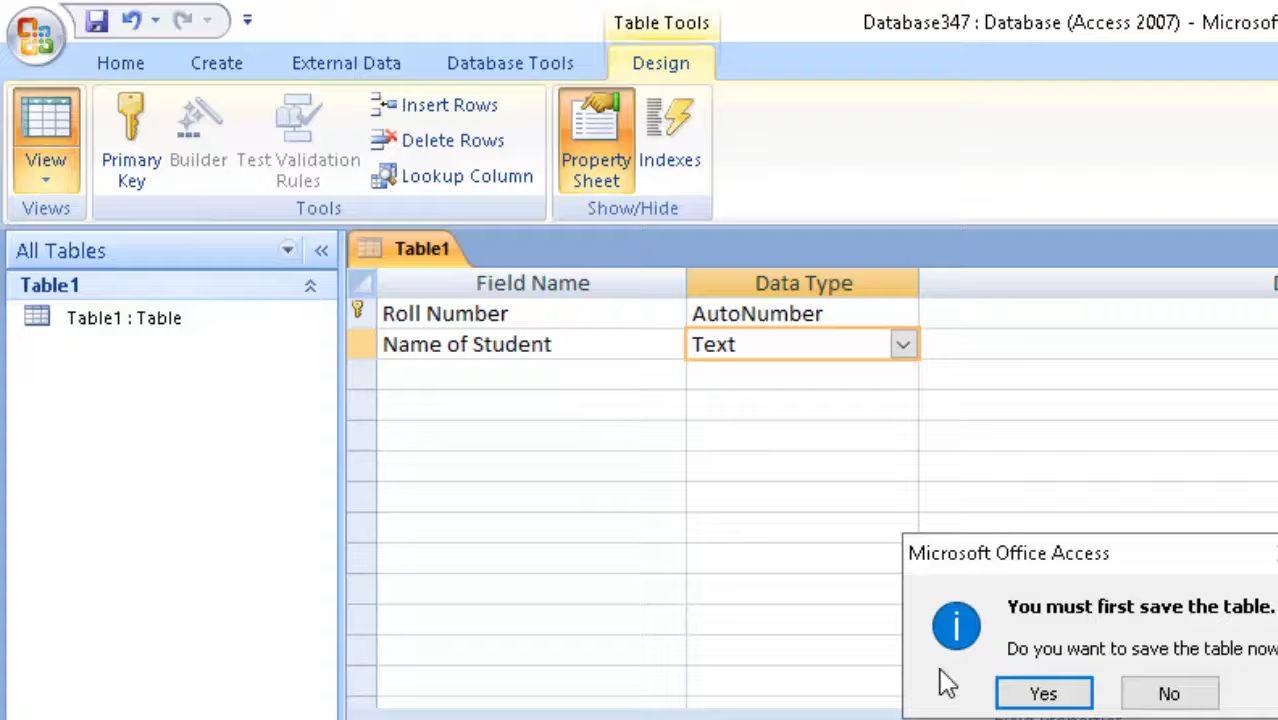 Table Tools
Database347 : Database (Access 2007) - Microsof
Home Create External Data Database Tools Design
View
Primary Key
Builder
Test Validation Rules
Insert Rows
Delete Rows
Lookup Column
Property Sheet
Indexes
Views Tools Show/Hide
All Tables
Table1
Table1 : Table
Table1
Field Name Data Type
Roll Number AutoNumber
Name of Student Text
Microsoft Office Access
You must first save the table.
Do you want to save the table now
Yes No